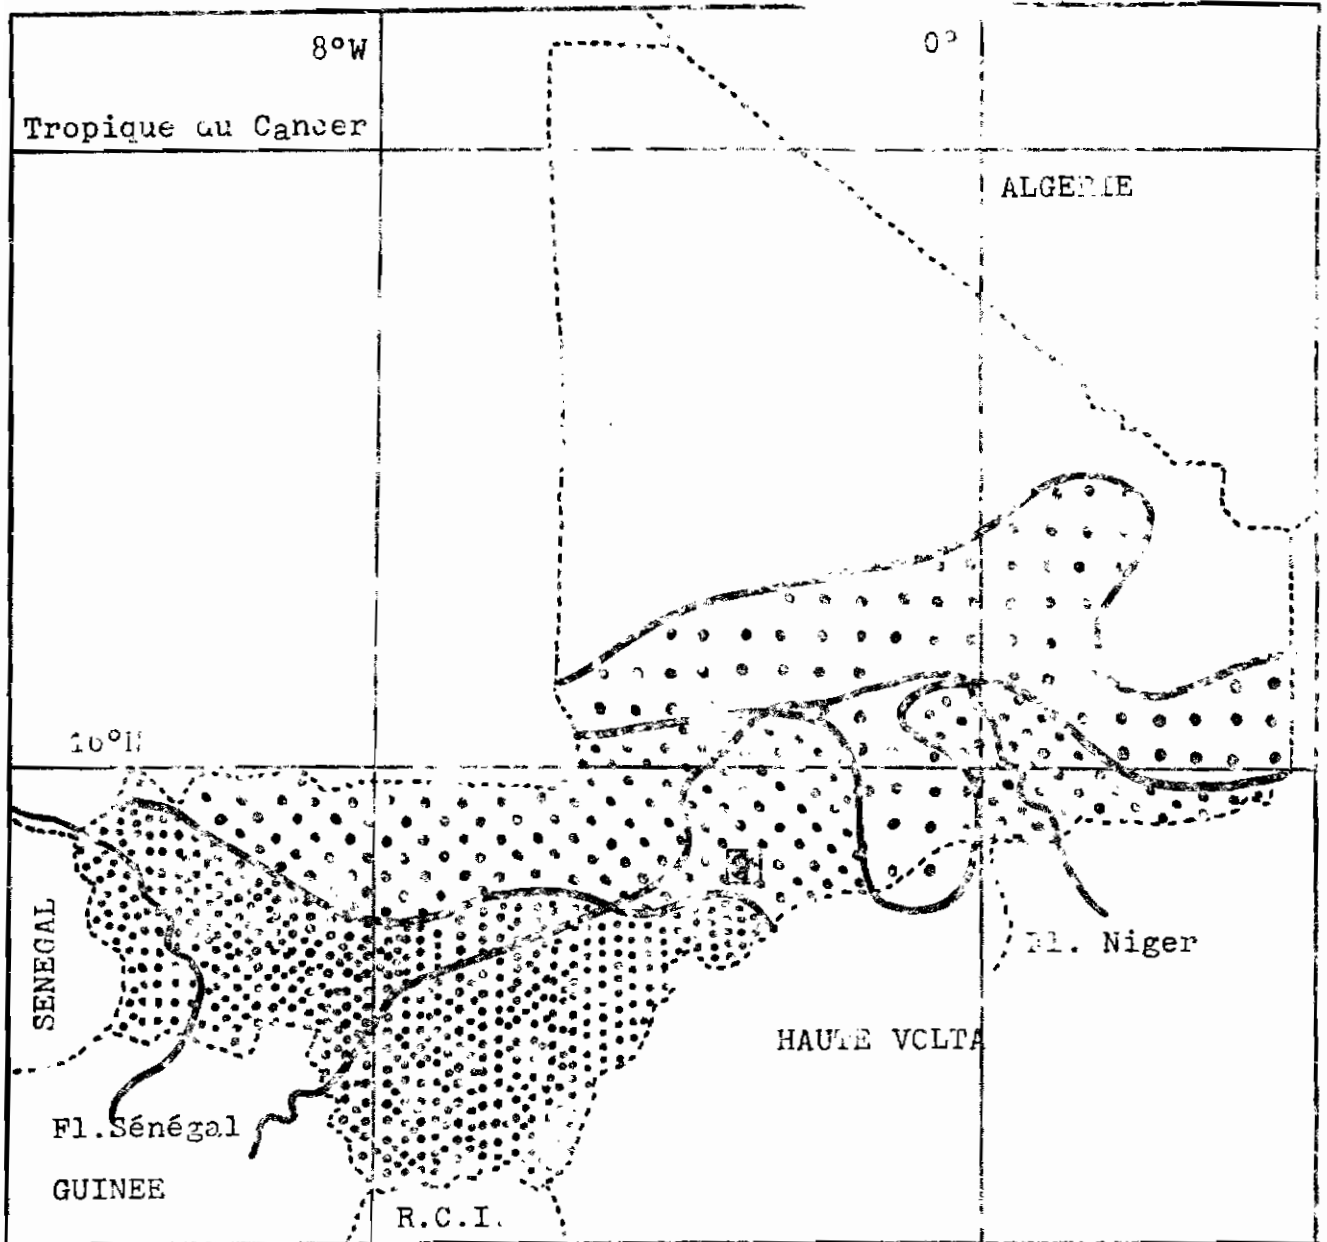 8°W
0°
Tropique du Cancer
ALGERIE
16°N
SENEGAL
Fl. Niger
HAUTE VOLTA
Fl.Sénégal
GUINEE
R.C.I.